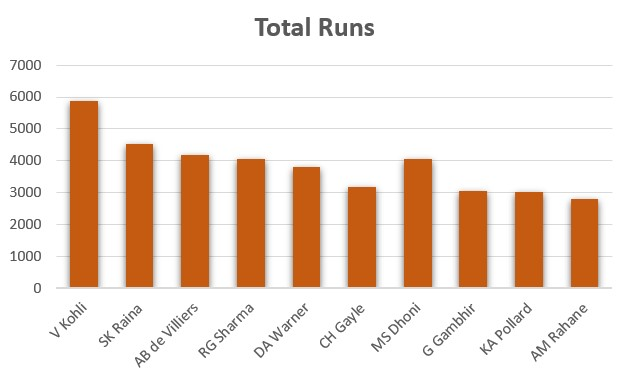 Total Runs
7000
6000
5000
4000
3000
2000
1000
0
V Kohli
SK Raina
AB de Villiers
RG Sharma
DA Warner
CH Gayle
MS Dhoni
G Gambhir
KA Pollard
AM Rahane